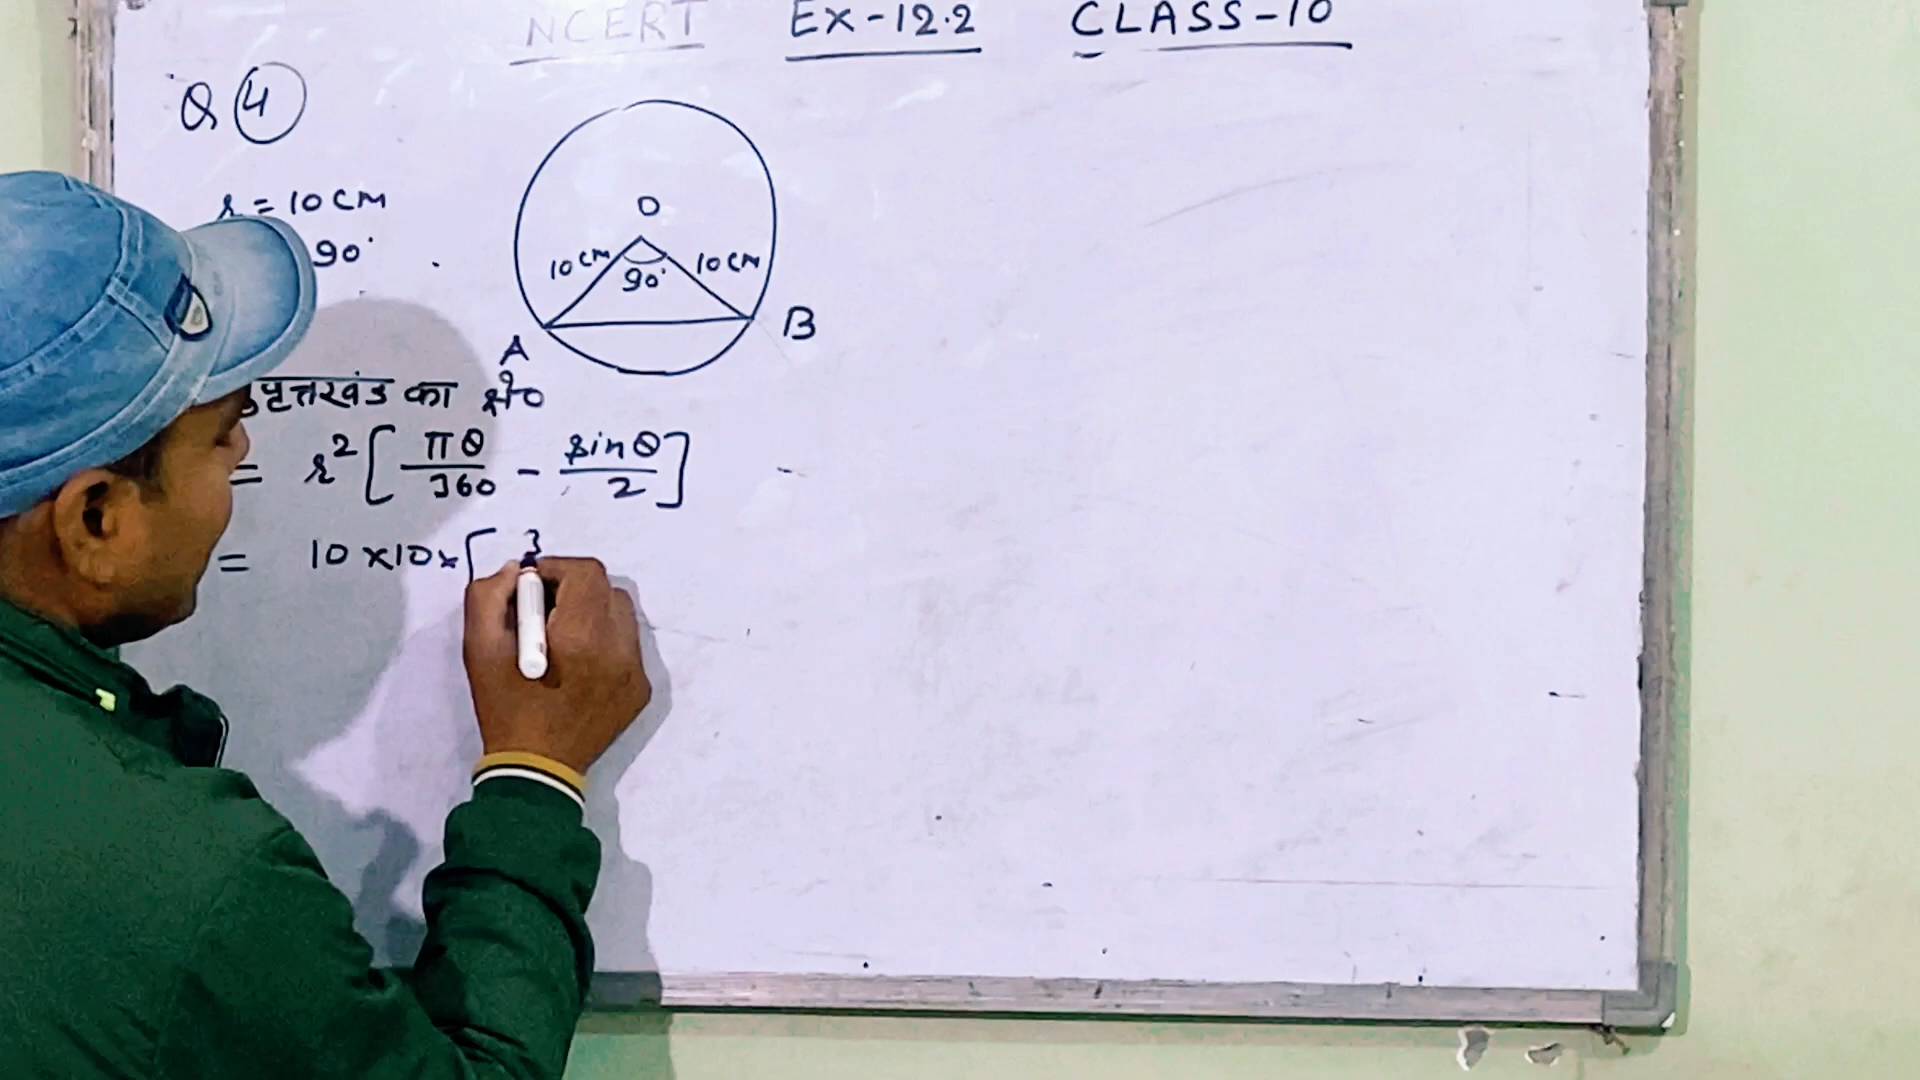 NCERT EX-12.2 CLASS-10
Q 4
r = 10 CM
90°
O
10 CM 90° 10 CM
A B
वृत्तखंड का क्षे०
= r² [ πθ/360 - sinθ/2 ]
= 10 × 10 × [ 3